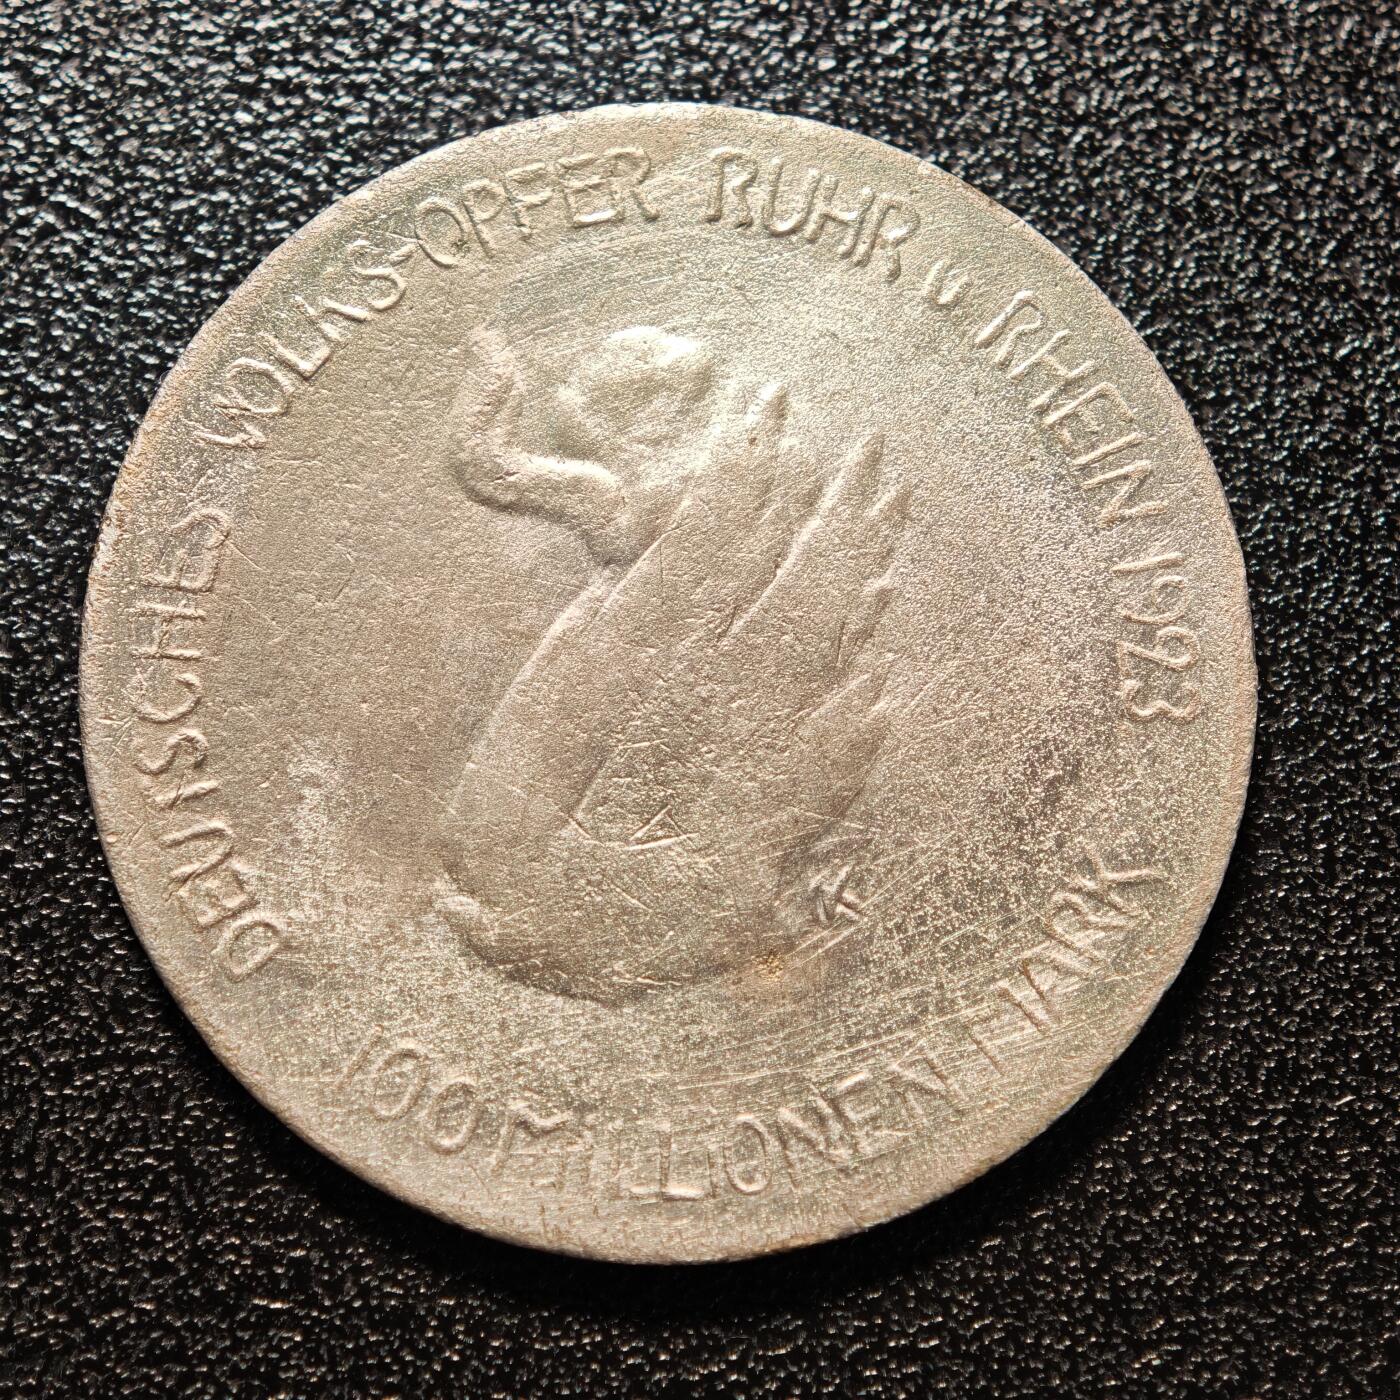 DEUTSCHES VOLKS-OPFER RUHR u RHEIN 1923
100 MILLIONEN MARK